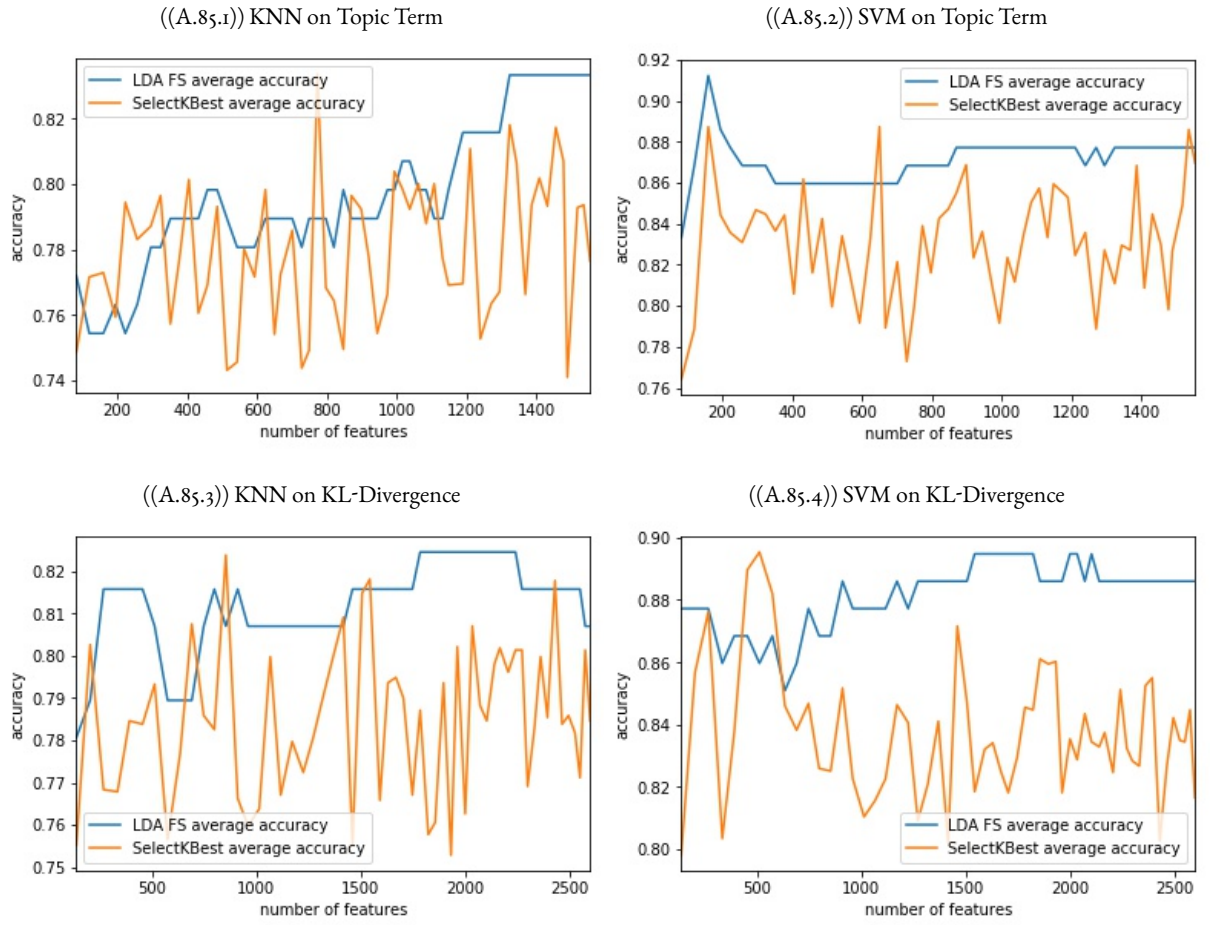 ((A.85.1)) KNN on Topic Term
((A.85.2)) SVM on Topic Term
LDA FS average accuracy
SelectKBest average accuracy
0.82
0.80
0.78
0.76
0.74
accuracy
200 400 600 800 1000 1200 1400
number of features
LDA FS average accuracy
SelectKBest average accuracy
0.92
0.90
0.88
0.86
0.84
0.82
0.80
0.78
0.76
accuracy
200 400 600 800 1000 1200 1400
number of features
((A.85.3)) KNN on KL-Divergence
((A.85.4)) SVM on KL-Divergence
0.82
0.81
0.80
0.79
0.78
0.77
0.76
0.75
accuracy
LDA FS average accuracy
SelectKBest average accuracy
500 1000 1500 2000 2500
number of features
0.90
0.88
0.86
0.84
0.82
0.80
accuracy
LDA FS average accuracy
SelectKBest average accuracy
500 1000 1500 2000 2500
number of features